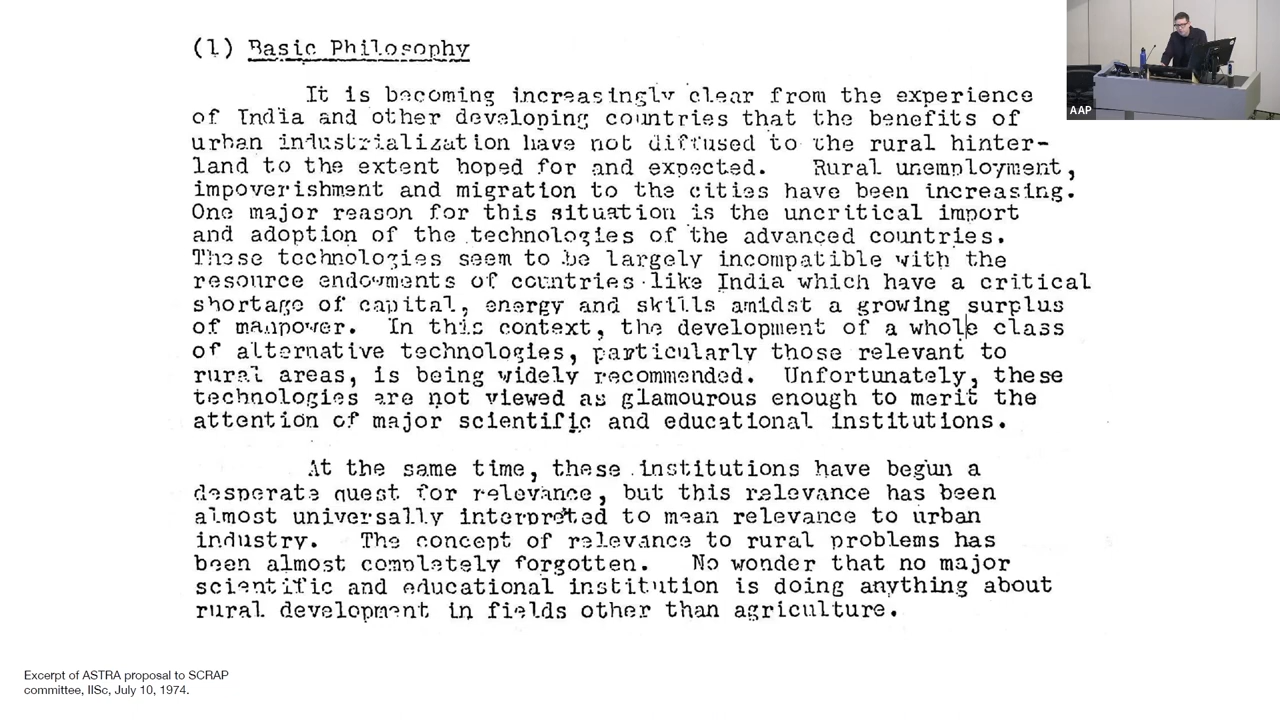 (1) Basic Philosophy
It is becoming increasingly clear from the experience
of India and other developing countries that the benefits of
urban industrialization have not diffused to the rural hinter-
land to the extent hoped for and expected. Rural unemployment,
impoverishment and migration to the cities have been increasing.
One major reason for this situation is the uncritical import
and adoption of the technologies of the advanced countries.
These technologies seem to be largely incompatible with the
resource endowments of countries like India which have a critical
shortage of capital, energy and skills amidst a growing surplus
of manpower. In this context, the development of a whole class
of alternative technologies, particularly those relevant to
rural areas, is being widely recommended. Unfortunately, these
technologies are not viewed as glamourous enough to merit the
attention of major scientific and educational institutions.
At the same time, these institutions have begun a
desperate quest for relevance, but this relevance has been
almost universally interpreted to mean relevance to urban
industry. The concept of relevance to rural problems has
been almost completely forgotten. No wonder that no major
scientific and educational institution is doing anything about
rural development in fields other than agriculture.
Excerpt of ASTRA proposal to SCRAP
committee, IISc, July 10, 1974.
AAP